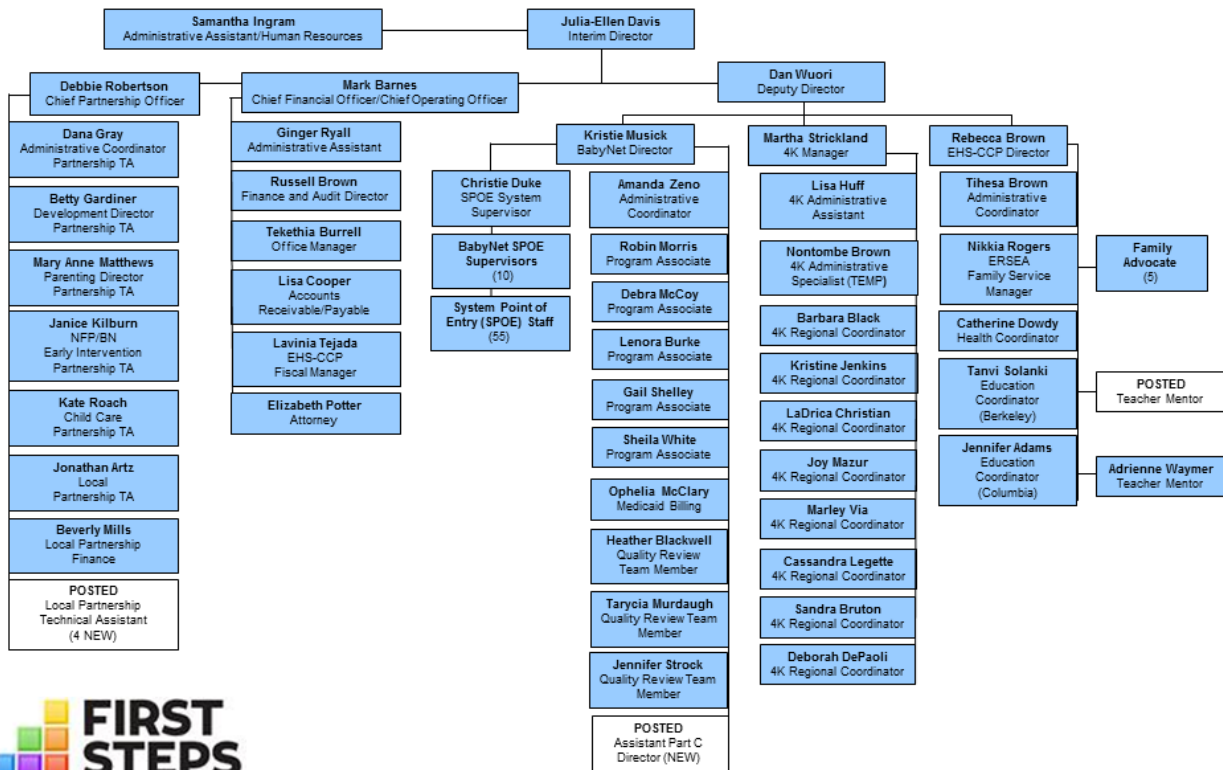 Samantha Ingram
Administrative Assistant/Human Resources
Julia-Ellen Davis
Interim Director
Debbie Robertson
Chief Partnership Officer
Mark Barnes
Chief Financial Officer/Chief Operating Officer
Dan Wuori
Deputy Director
Dana Gray
Administrative Coordinator
Partnership TA
Betty Gardiner
Development Director
Partnership TA
Mary Anne Matthews
Parenting Director
Partnership TA
Janice Kilburn
NFP/BN
Early Intervention
Partnership TA
Kate Roach
Child Care
Partnership TA
Jonathan Artz
Local
Partnership TA
Beverly Mills
Local Partnership
Finance
POSTED
Local Partnership
Technical Assistant
(4 NEW)
Ginger Ryall
Administrative Assistant
Russell Brown
Finance and Audit Director
Tekethia Burrell
Office Manager
Lisa Cooper
Accounts
Receivable/Payable
Lavinia Tejada
EHS-CCP
Fiscal Manager
Elizabeth Potter
Attorney
Kristie Musick
BabyNet Director
Christie Duke
SPOE System
Supervisor
BabyNet SPOE
Supervisors
(10)
System Point of
Entry (SPOE) Staff
(55)
Amanda Zeno
Administrative
Coordinator
Robin Morris
Program Associate
Debra McCoy
Program Associate
Lenora Burke
Program Associate
Gail Shelley
Program Associate
Sheila White
Program Associate
Ophelia McClary
Medicaid Billing
Heather Blackwell
Quality Review
Team Member
Tarycia Murdaugh
Quality Review Team
Member
Jennifer Strock
Quality Review Team
Member
POSTED
Assistant Part C
Director (NEW)
Martha Strickland
4K Manager
Lisa Huff
4K Administrative
Assistant
Nontombe Brown
4K Administrative
Specialist (TEMP)
Barbara Black
4K Regional Coordinator
Kristine Jenkins
4K Regional Coordinator
LaDrica Christian
4K Regional Coordinator
Joy Mazur
4K Regional Coordinator
Marley Via
4K Regional Coordinator
Cassandra Legette
4K Regional Coordinator
Sandra Bruton
4K Regional Coordinator
Deborah DePaoli
4K Regional Coordinator
Rebecca Brown
EHS-CCP Director
Tihesa Brown
Administrative
Coordinator
Nikkia Rogers
ERSEA
Family Service
Manager
Family
Advocate
(5)
Catherine Dowdy
Health Coordinator
Tanvi Solanki
Education
Coordinator
(Berkeley)
POSTED
Teacher Mentor
Jennifer Adams
Education
Coordinator
(Columbia)
Adrienne Waymer
Teacher Mentor
FIRST
STEPS